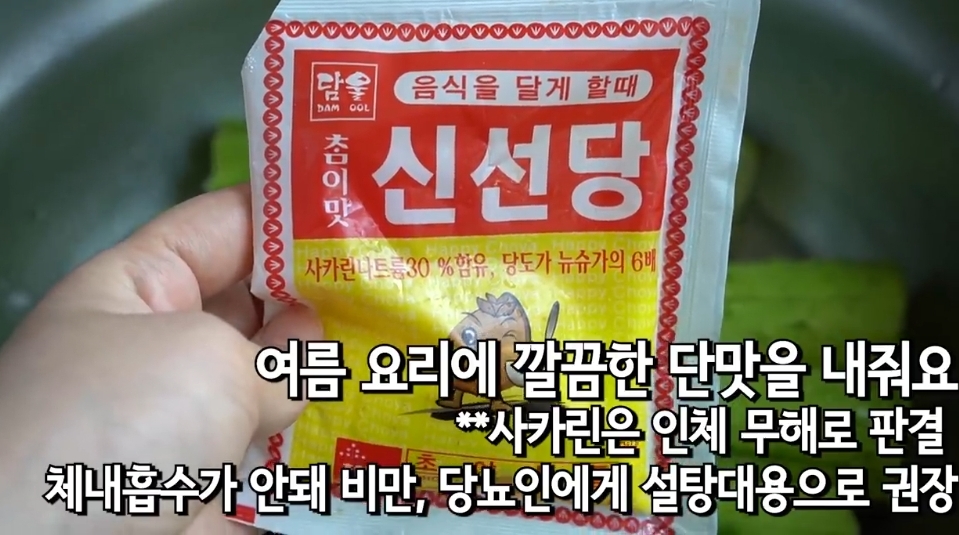 담울
DAM OOL
음식을 달게 할때
참이맛
신선당
사카린나트륨30 %함유, 당도가 뉴슈가의 6배
여름 요리에 깔끔한 단맛을 내줘요
**사카린은 인체 무해로 판결
체내흡수가 안돼 비만, 당뇨인에게 설탕대용으로 권장